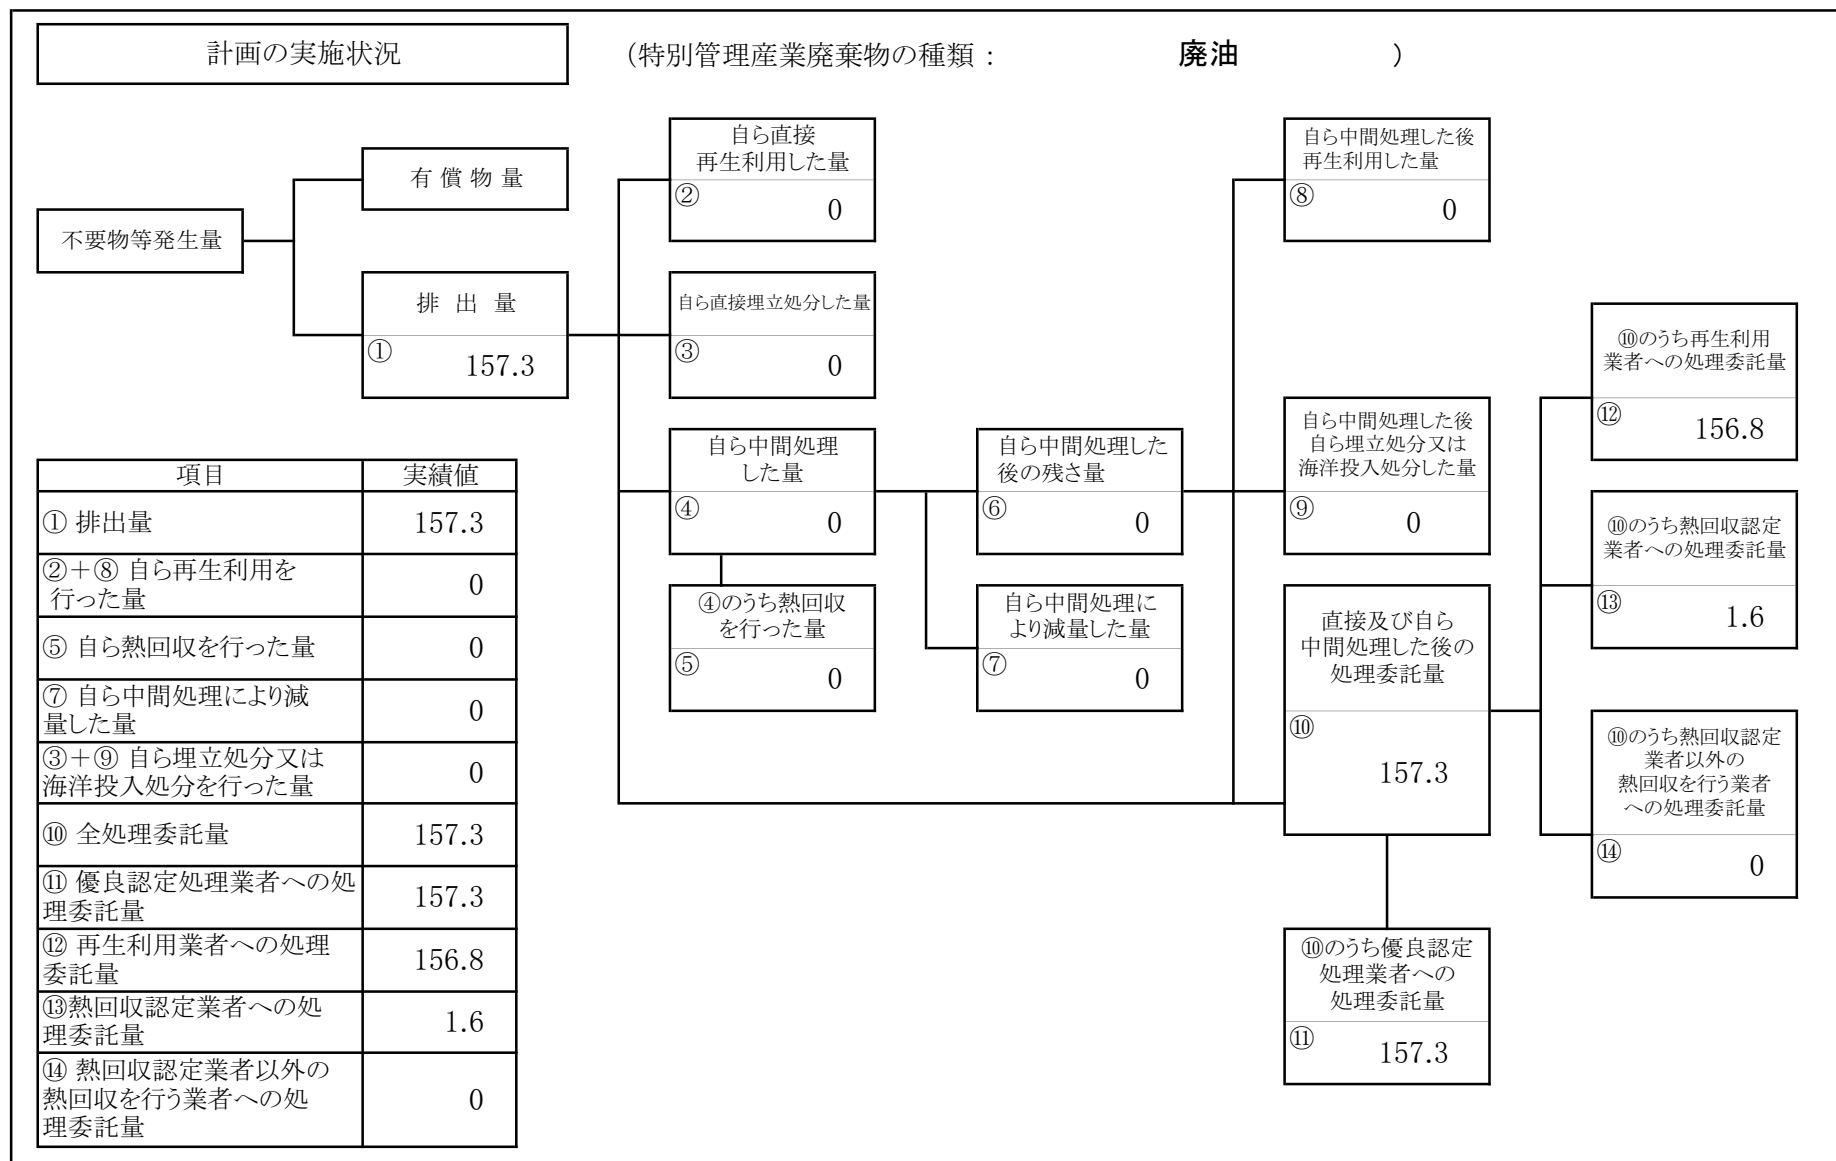 計画の実施状況
(特別管理産業廃棄物の種類： 廃油 )
不要物等発生量
有 償 物 量
排 出 量
① 157.3
自ら直接
再生利用した量
② 0
自ら直接埋立処分した量
③ 0
自ら中間処理
した量
④ 0
④のうち熱回収
を行った量
⑤ 0
自ら中間処理した
後の残さ量
⑥ 0
自ら中間処理に
より減量した量
⑦ 0
自ら中間処理した後
再生利用した量
⑧ 0
自ら中間処理した後
自ら埋立処分又は
海洋投入処分した量
⑨ 0
直接及び自ら
中間処理した後の
処理委託量
⑩
157.3
⑩のうち優良認定
処理業者への
処理委託量
⑪ 157.3
⑩のうち再生利用
業者への処理委託量
⑫ 156.8
⑩のうち熱回収認定
業者への処理委託量
⑬ 1.6
⑩のうち熱回収認定
業者以外の
熱回収を行う業者
への処理委託量
⑭ 0
項目 実績値
① 排出量 157.3
②＋⑧ 自ら再生利用を
行った量 0
⑤ 自ら熱回収を行った量 0
⑦ 自ら中間処理により減
量した量 0
③＋⑨ 自ら埋立処分又は
海洋投入処分を行った量 0
⑩ 全処理委託量 157.3
⑪ 優良認定処理業者への処
理委託量 157.3
⑫ 再生利用業者への処理
委託量 156.8
⑬熱回収認定業者への処
理委託量 1.6
⑭ 熱回収認定業者以外の
熱回収を行う業者への処
理委託量 0